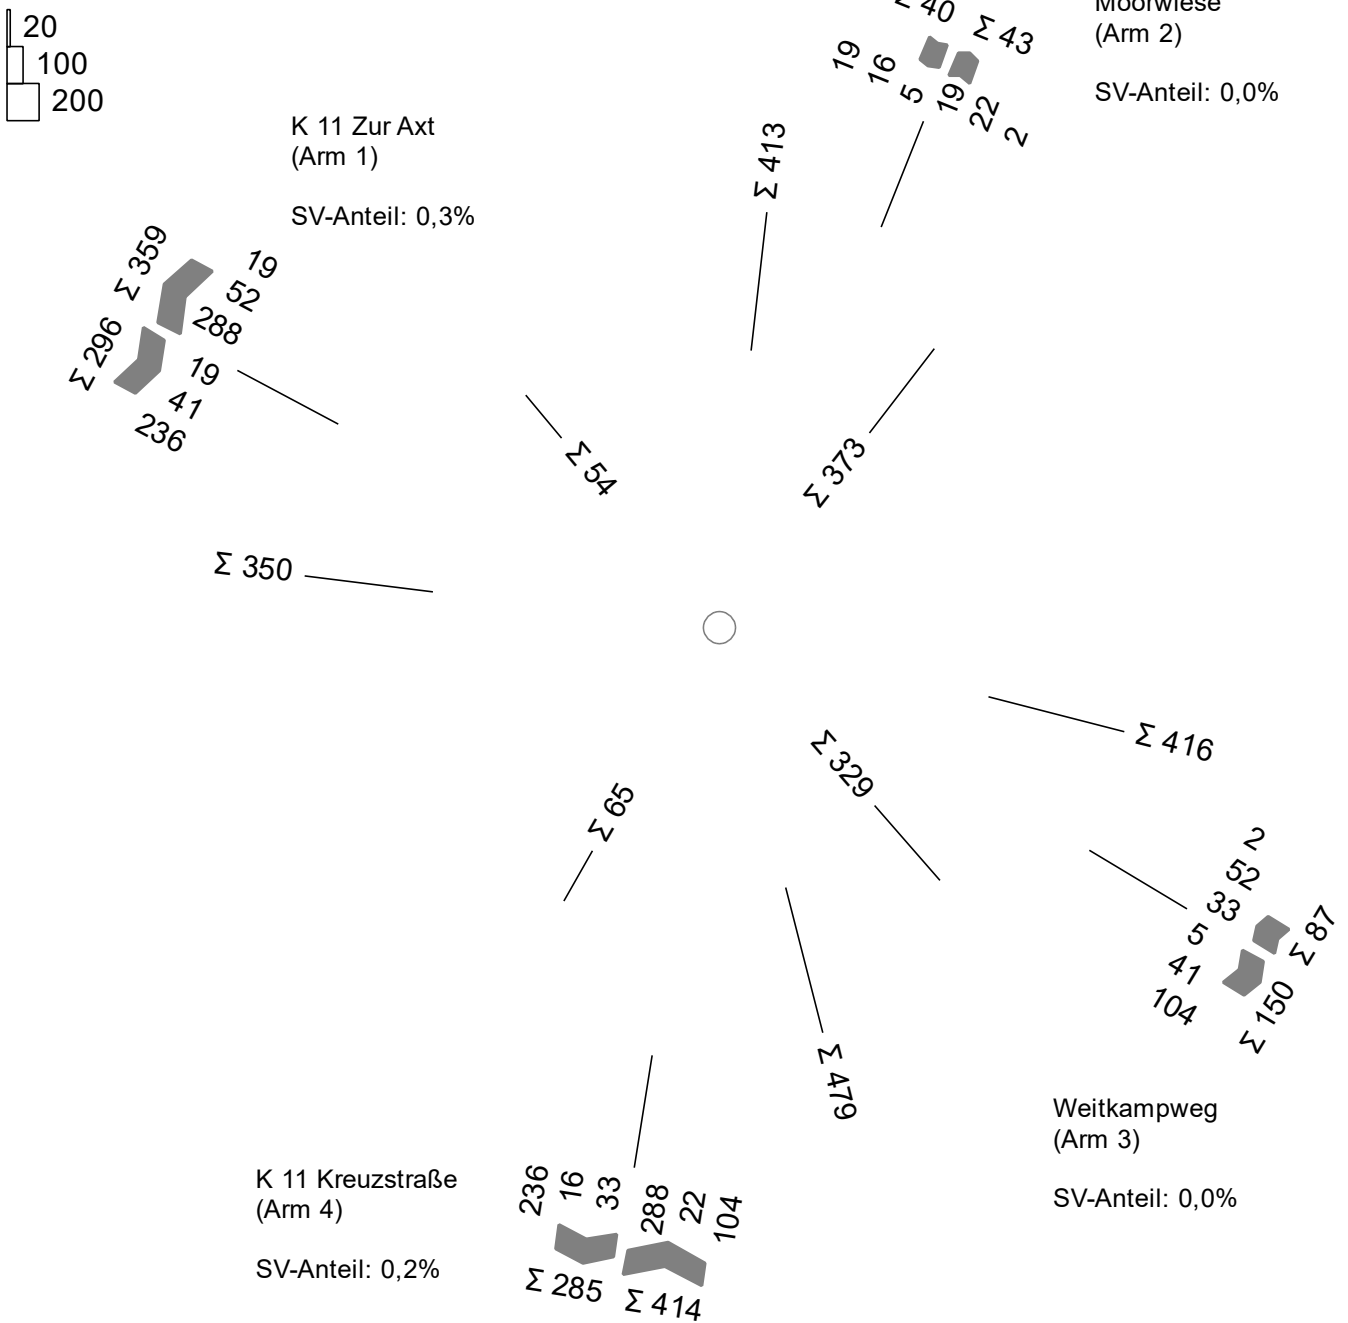 20
100
200
K 11 Zur Axt
(Arm 1)
SV-Anteil: 0,3%
Σ 359
19
52
288
Σ 296
19
41
236
Moorwiese
(Arm 2)
SV-Anteil: 0,0%
Σ 40
Σ 43
19
16
5
19
22
2
Σ 413
Σ 54
Σ 373
Σ 350
Σ 416
Σ 329
Σ 65
Σ 479
2
52
33
Σ 87
5
41
104
Σ 150
Weitkampweg
(Arm 3)
SV-Anteil: 0,0%
K 11 Kreuzstraße
(Arm 4)
SV-Anteil: 0,2%
236
16
33
288
22
104
Σ 285
Σ 414